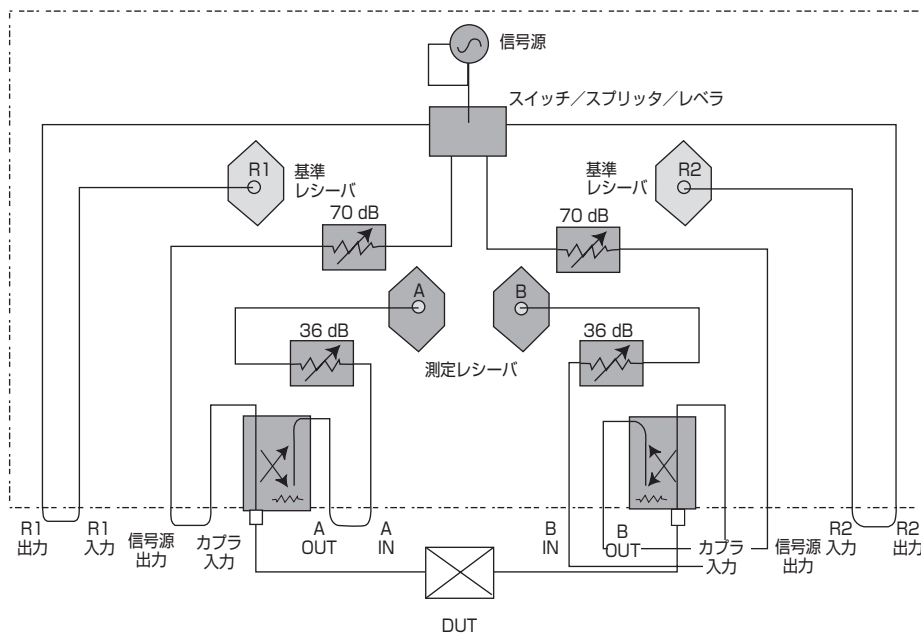 信号源
スイッチ／スプリッタ／レベラ
R1
基準
レシーバ
基準
レシーバ
R2
70 dB
70 dB
A
B
36 dB
36 dB
測定レシーバ
R1
出力
R1
入力
信号源
出力
カプラ
入力
A
OUT
A
IN
B
IN
B
OUT
カプラ
入力
信号源
出力
R2
入力
R2
出力
DUT